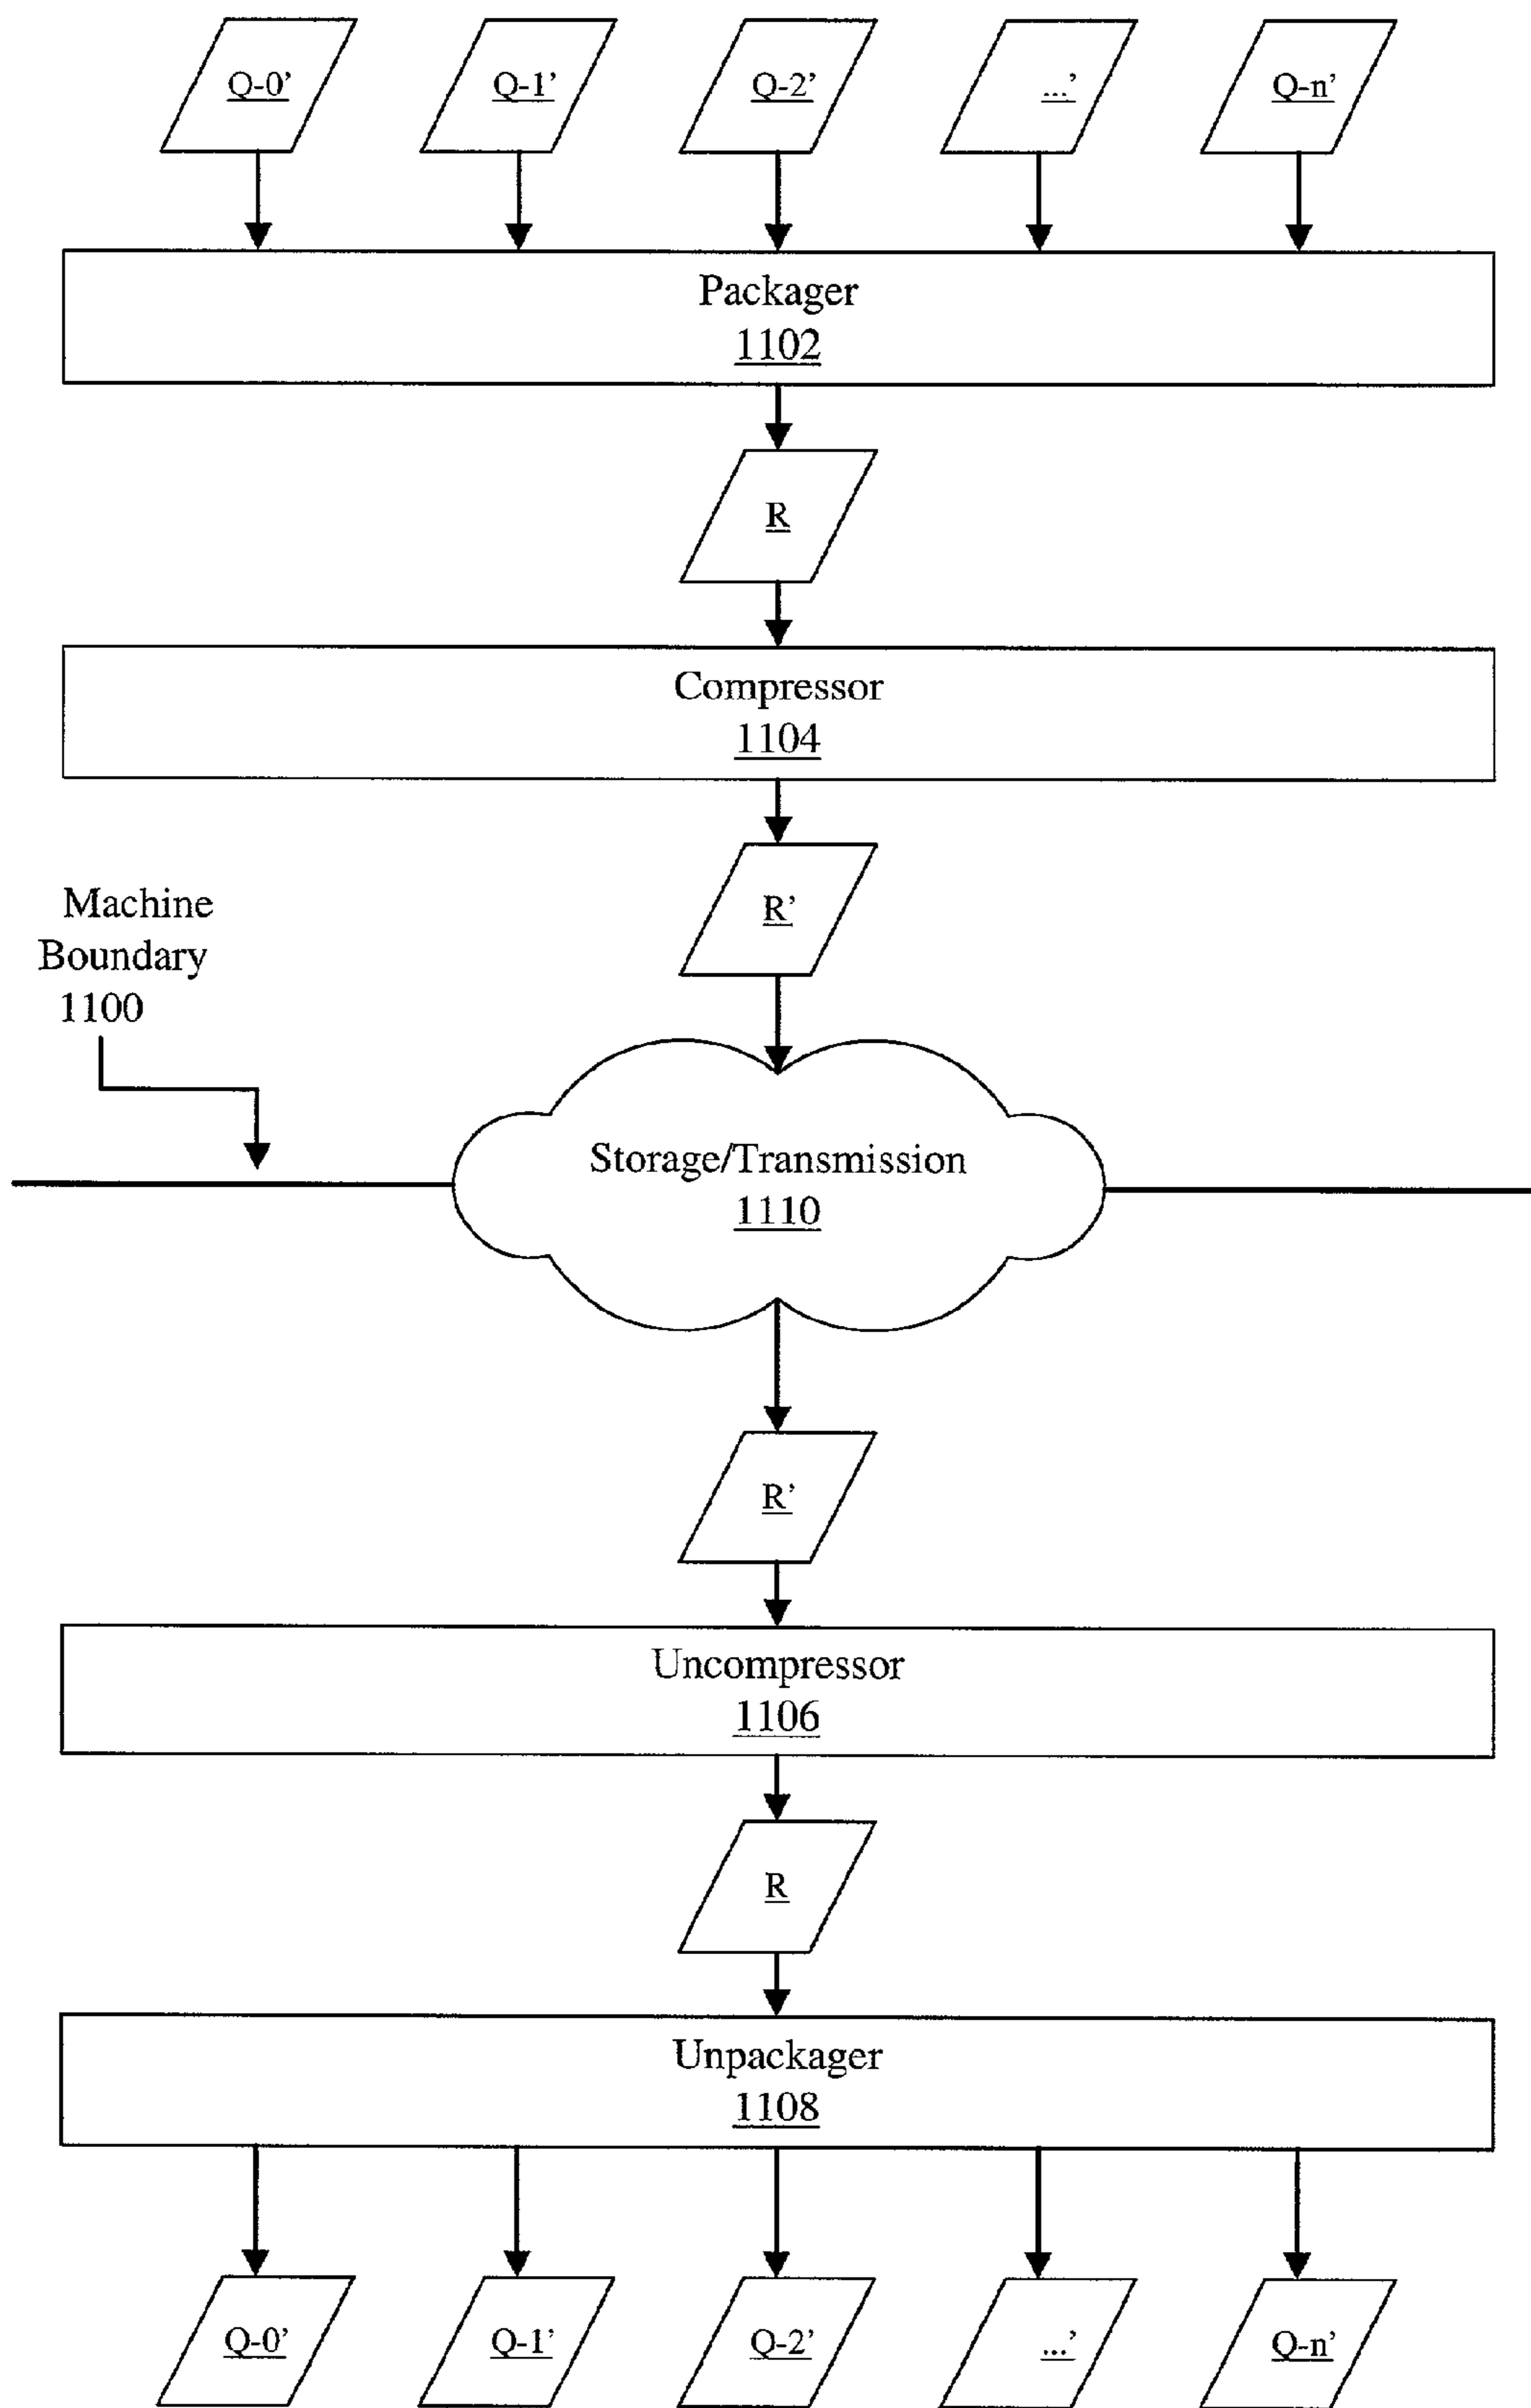 Q-0’ Q-1’ Q-2’ ...’ Q-n’
Packager
1102
R
Compressor
1104
R’
Machine
Boundary
1100
Storage/Transmission
1110
R’
Uncompressor
1106
R
Unpackager
1108
Q-0’ Q-1’ Q-2’ ...’ Q-n’